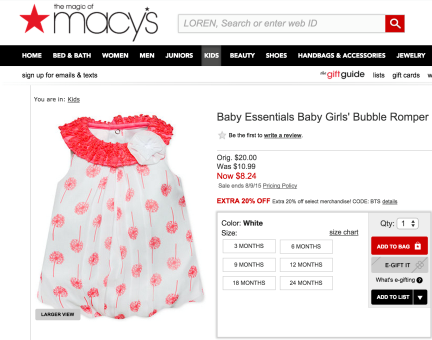 the magic of
macy's
LOREN, Search or enter web ID
HOME BED & BATH WOMEN MEN JUNIORS KIDS BEAUTY SHOES HANDBAGS & ACCESSORIES JEWELRY
sign up for emails & texts
the giftguide lists gift cards
You are in: Kids
Baby Essentials Baby Girls' Bubble Romper
Be the first to write a review.
Orig. $20.00
Was $10.99
Now $8.24
Sale ends 8/9/15 Pricing Policy
EXTRA 20% OFF Extra 20% off select merchandise! CODE: BTS details
Color: White
Size: size chart
3 MONTHS 6 MONTHS
9 MONTHS 12 MONTHS
18 MONTHS 24 MONTHS
Qty: 1
ADD TO BAG
E-GIFT IT
What's e-gifting ?
ADD TO LIST
LARGER VIEW